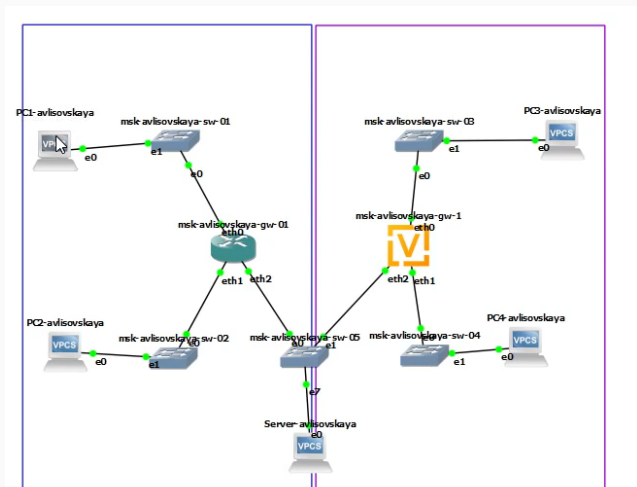 PC1-avlisovskaya
VPCS
e0
msk-avlisovskaya-sw-01
e1
e0
msk-avlisovskaya-gw-01
eth0
eth1
eth2
PC2-avlisovskaya
VPCS
e0
msk-avlisovskaya-sw-02
e0
e1
msk-avlisovskaya-sw-05
e0
e1
e7
Server-avlisovskaya
e0
VPCS
msk-avlisovskaya-sw-03
e1
e0
PC3-avlisovskaya
VPCS
e0
msk-avlisovskaya-gw-1
eth0
V
eth2
eth1
msk-avlisovskaya-sw-04
e0
e1
PC4-avlisovskaya
VPCS
e0